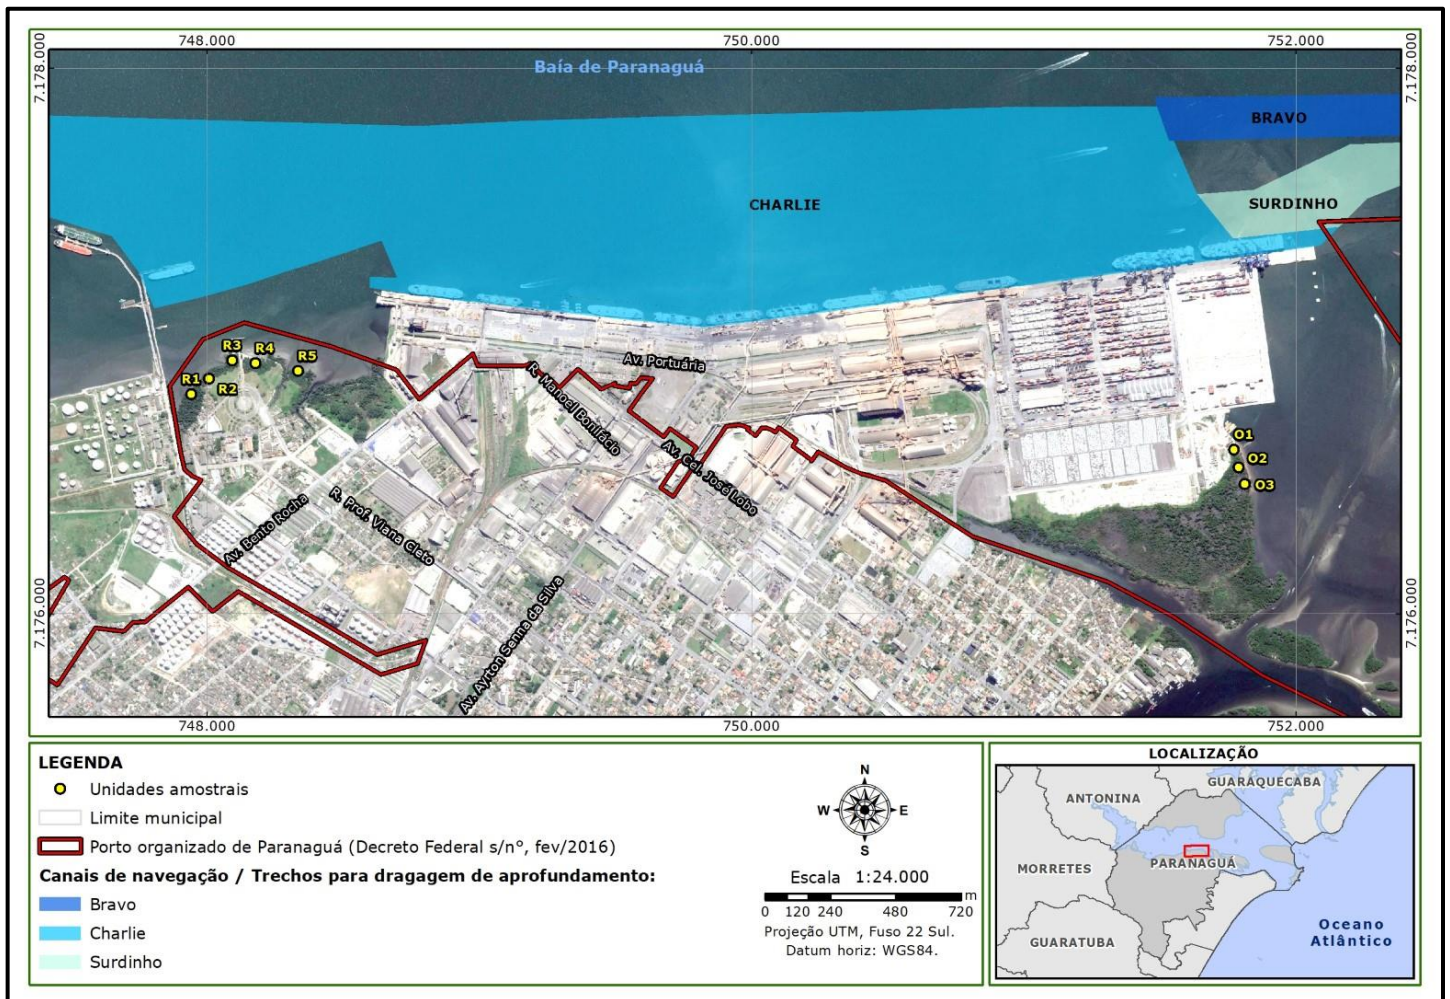 748.000
750.000
752.000
7.178.000
7.178.000
Baía de Paranaguá
BRAVO
CHARLIE
SURDINHO
R3
R4
R5
R1
R2
Av. Portuária
R. Manoel Bonifácio
Av. Cel. José Lobo
O1
O2
O3
Av. Bento Rocha
R. Prof. Viana Cleto
Av. Ayrton Senna da Silva
7.176.000
7.176.000
748.000
750.000
752.000
LEGENDA
Unidades amostrais
Limite municipal
Porto organizado de Paranaguá (Decreto Federal s/nº, fev/2016)
Canais de navegação / Trechos para dragagem de aprofundamento:
Bravo
Charlie
Surdinho
N
W
E
S
Escala 1:24.000
m
0 120 240 480 720
Projeção UTM, Fuso 22 Sul.
Datum horiz: WGS84.
LOCALIZAÇÃO
GUARAQUEÇABA
ANTONINA
MORRETES
PARANAGUÁ
GUARATUBA
Oceano
Atlântico